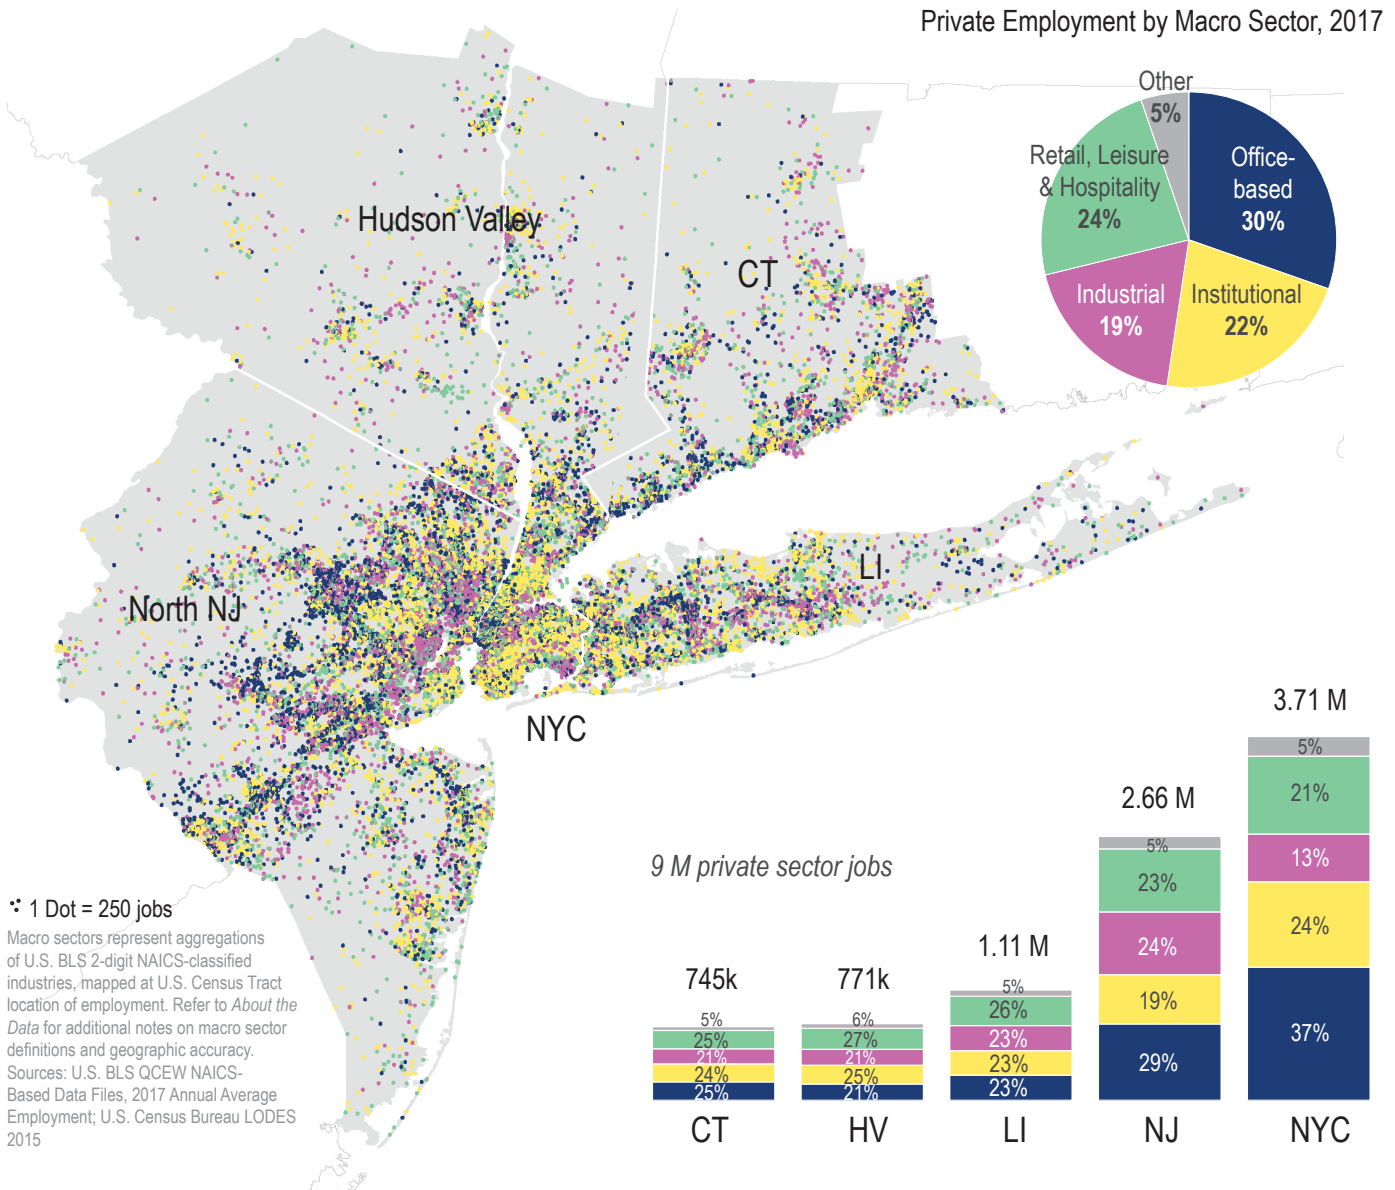 Private Employment by Macro Sector, 2017
Other
5%
Retail, Leisure
& Hospitality
24%
Office-
based
30%
Industrial
19%
Institutional
22%
Hudson Valley
CT
LI
North NJ
NYC
9 M private sector jobs
745k
5%
25%
21%
24%
25%
CT
771k
6%
27%
21%
25%
21%
HV
1.11 M
5%
26%
23%
23%
23%
LI
2.66 M
5%
23%
24%
19%
29%
NJ
3.71 M
5%
21%
13%
24%
37%
NYC
1 Dot = 250 jobs
Macro sectors represent aggregations
of U.S. BLS 2-digit NAICS-classified
industries, mapped at U.S. Census Tract
location of employment. Refer to About the
Data for additional notes on macro sector
definitions and geographic accuracy.
Sources: U.S. BLS QCEW NAICS-
Based Data Files, 2017 Annual Average
Employment; U.S. Census Bureau LODES
2015